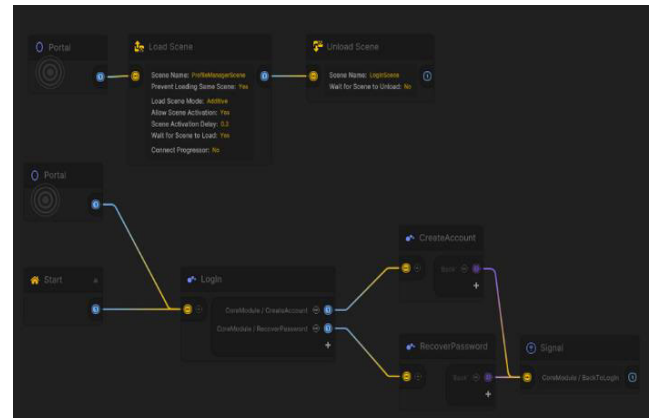 Portal
Load Scene
Unload Scene
Scene Name: ProfileManagerScene
Prevent Loading Same Scene: Yes
Load Scene Mode: Additive
Allow Scene Activation: Yes
Scene Activation Delay: 0.2
Wait for Scene to Load: Yes
Connect Progressor: No
Scene Name: LoginScene
Wait for Scene to Unload: No
Portal
Start
LogIn
CoreModule / CreateAccount
CoreModule / RecoverPassword
CreateAccount
Back
RecoverPassword
Back
Signal
CoreModule / BackToLogin